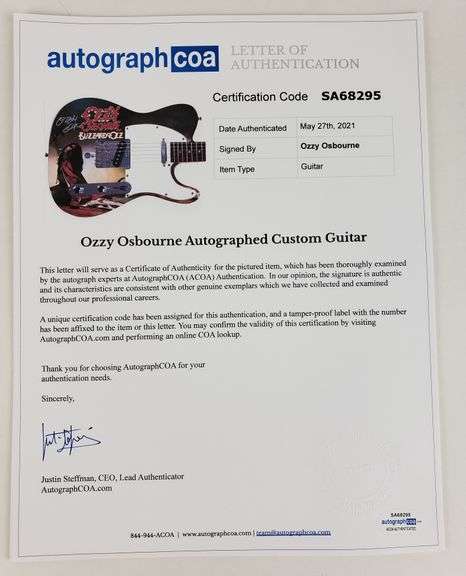 autographcoa
LETTER OF
AUTHENTICATION
Certification Code SA68295
Date Authenticated May 27th, 2021
Signed By Ozzy Osbourne
Item Type Guitar
OZZY
OSBOURNE
BLIZZARD OF OZZ
Ozzy Osbourne Autographed Custom Guitar
This letter will serve as a Certificate of Authenticity for the pictured item, which has been thoroughly examined
by the autograph experts at AutographCOA (ACOA) Authentication. In our opinion, the signature is authentic
and its characteristics are consistent with other genuine exemplars which we have collected and examined
throughout our professional careers.
A unique certification code has been assigned for this authentication, and a tamper-proof label with the number
has been affixed to the item or this letter. You may confirm the validity of this certification by visiting
AutographCOA.com and performing an online COA lookup.
Thank you for choosing AutographCOA for your
authentication needs.
Sincerely,
Justin Steffman, CEO, Lead Authenticator
AutographCOA.com
SA68295
autographcoa
844-944-ACOA | www.autographcoa.com | team@autographcoa.com